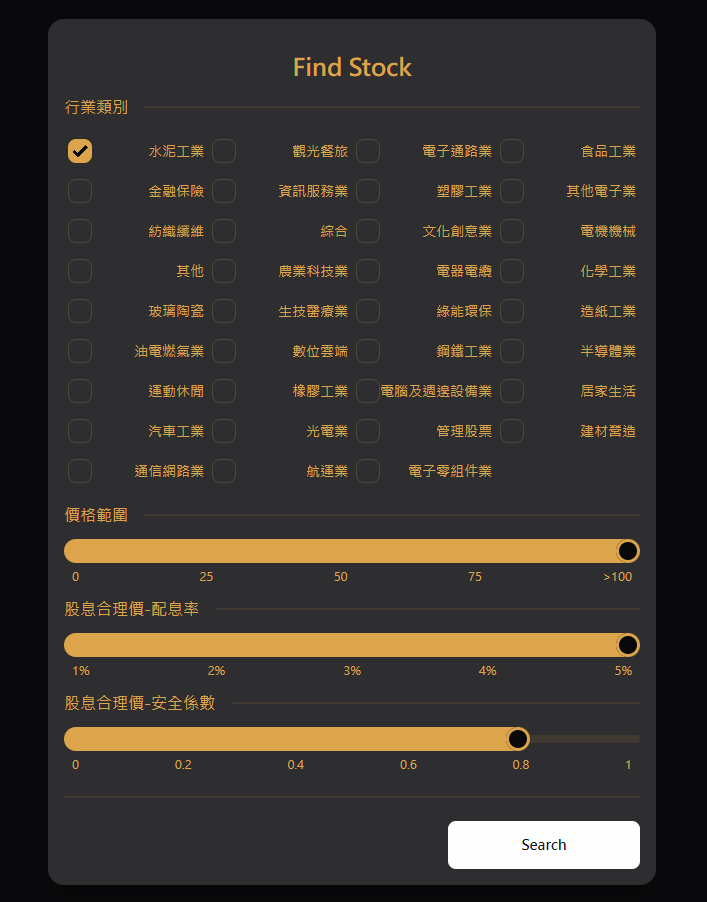 Find Stock
行業類別
水泥工業 觀光餐旅 電子通路業 食品工業
金融保險 資訊服務業 塑膠工業 其他電子業
紡織纖維 綜合 文化創意業 電機機械
其他 農業科技業 電器電纜 化學工業
玻璃陶瓷 生技醫療業 綠能環保 造紙工業
油電燃氣業 數位雲端 鋼鐵工業 半導體業
運動休閒 橡膠工業 電腦及週邊設備業 居家生活
汽車工業 光電業 管理股票 建材營造
通信網路業 航運業 電子零組件業
價格範圍
0 25 50 75 >100
股息合理價-配息率
1% 2% 3% 4% 5%
股息合理價-安全係數
0 0.2 0.4 0.6 0.8 1
Search